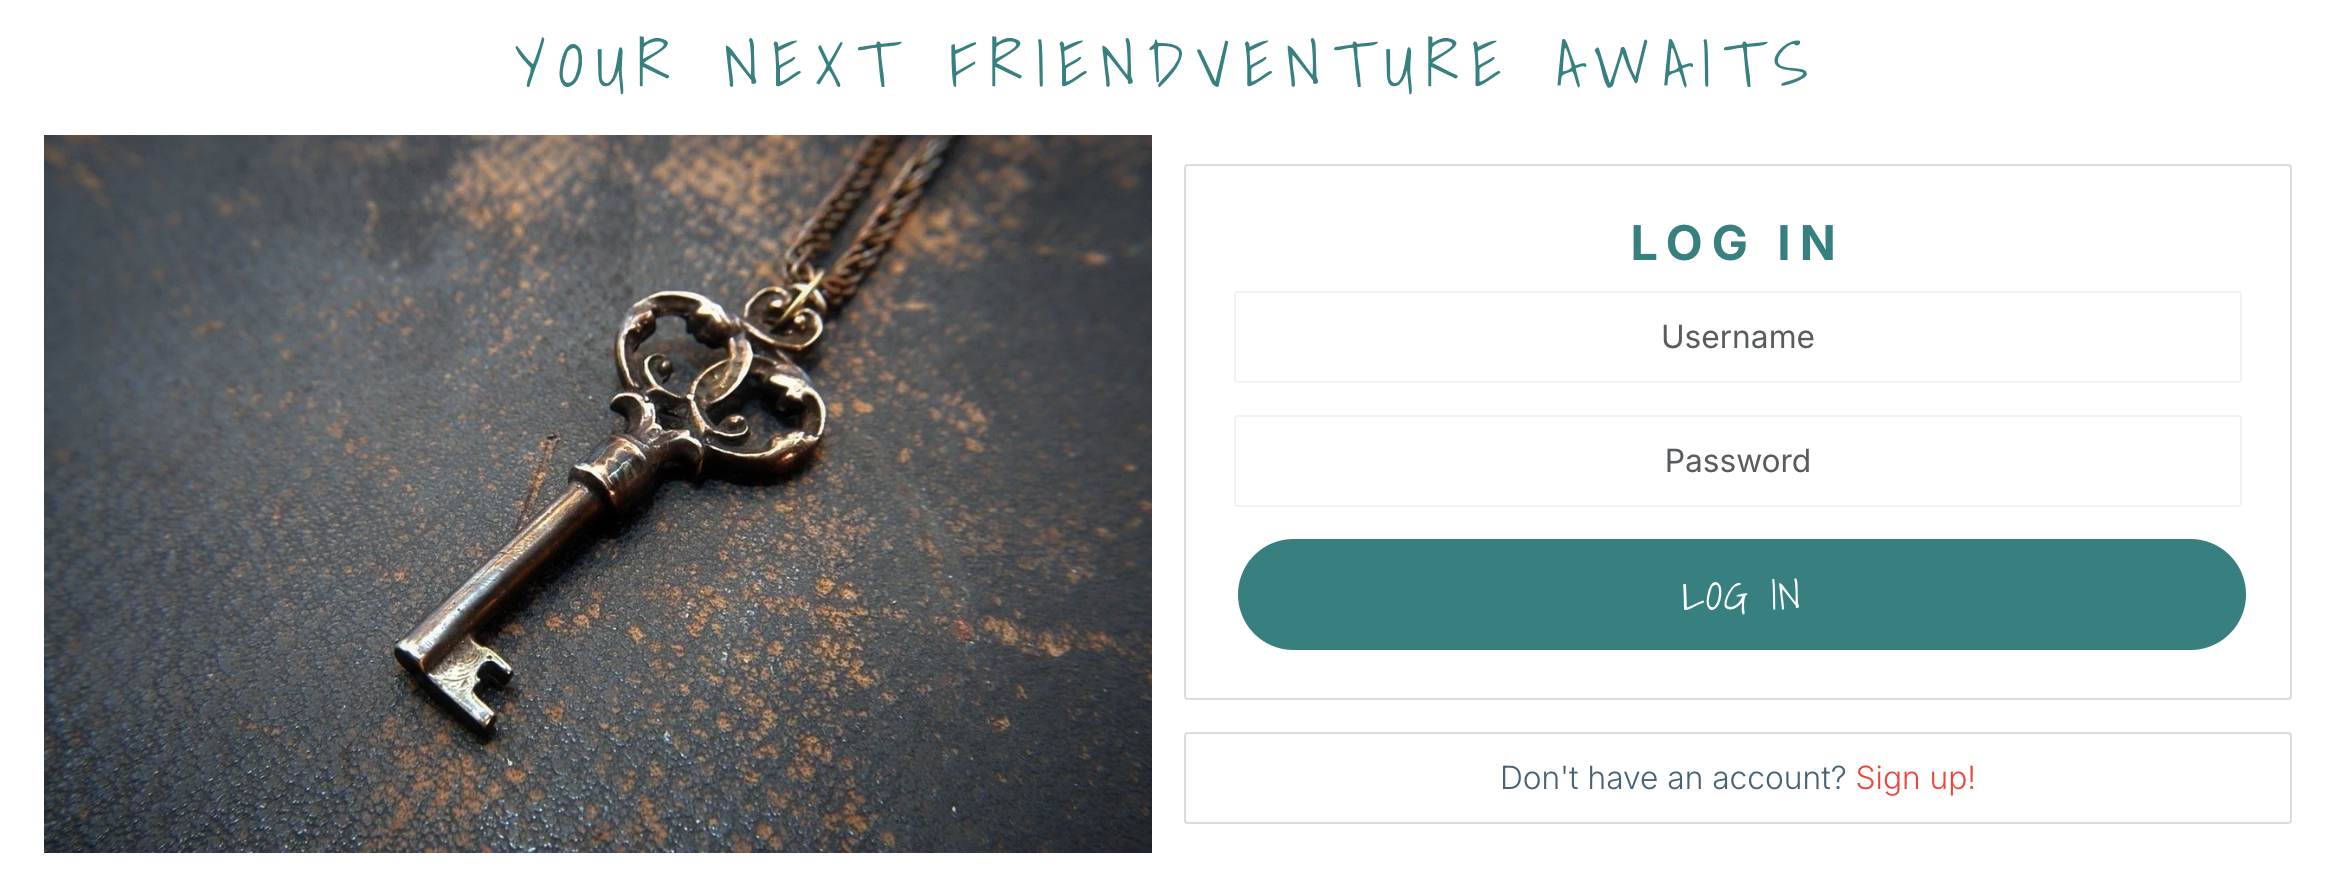 YOUR NEXT FRIENDVENTURE AWAITS
LOG IN
Username
Password
LOG IN
Don't have an account? Sign up!